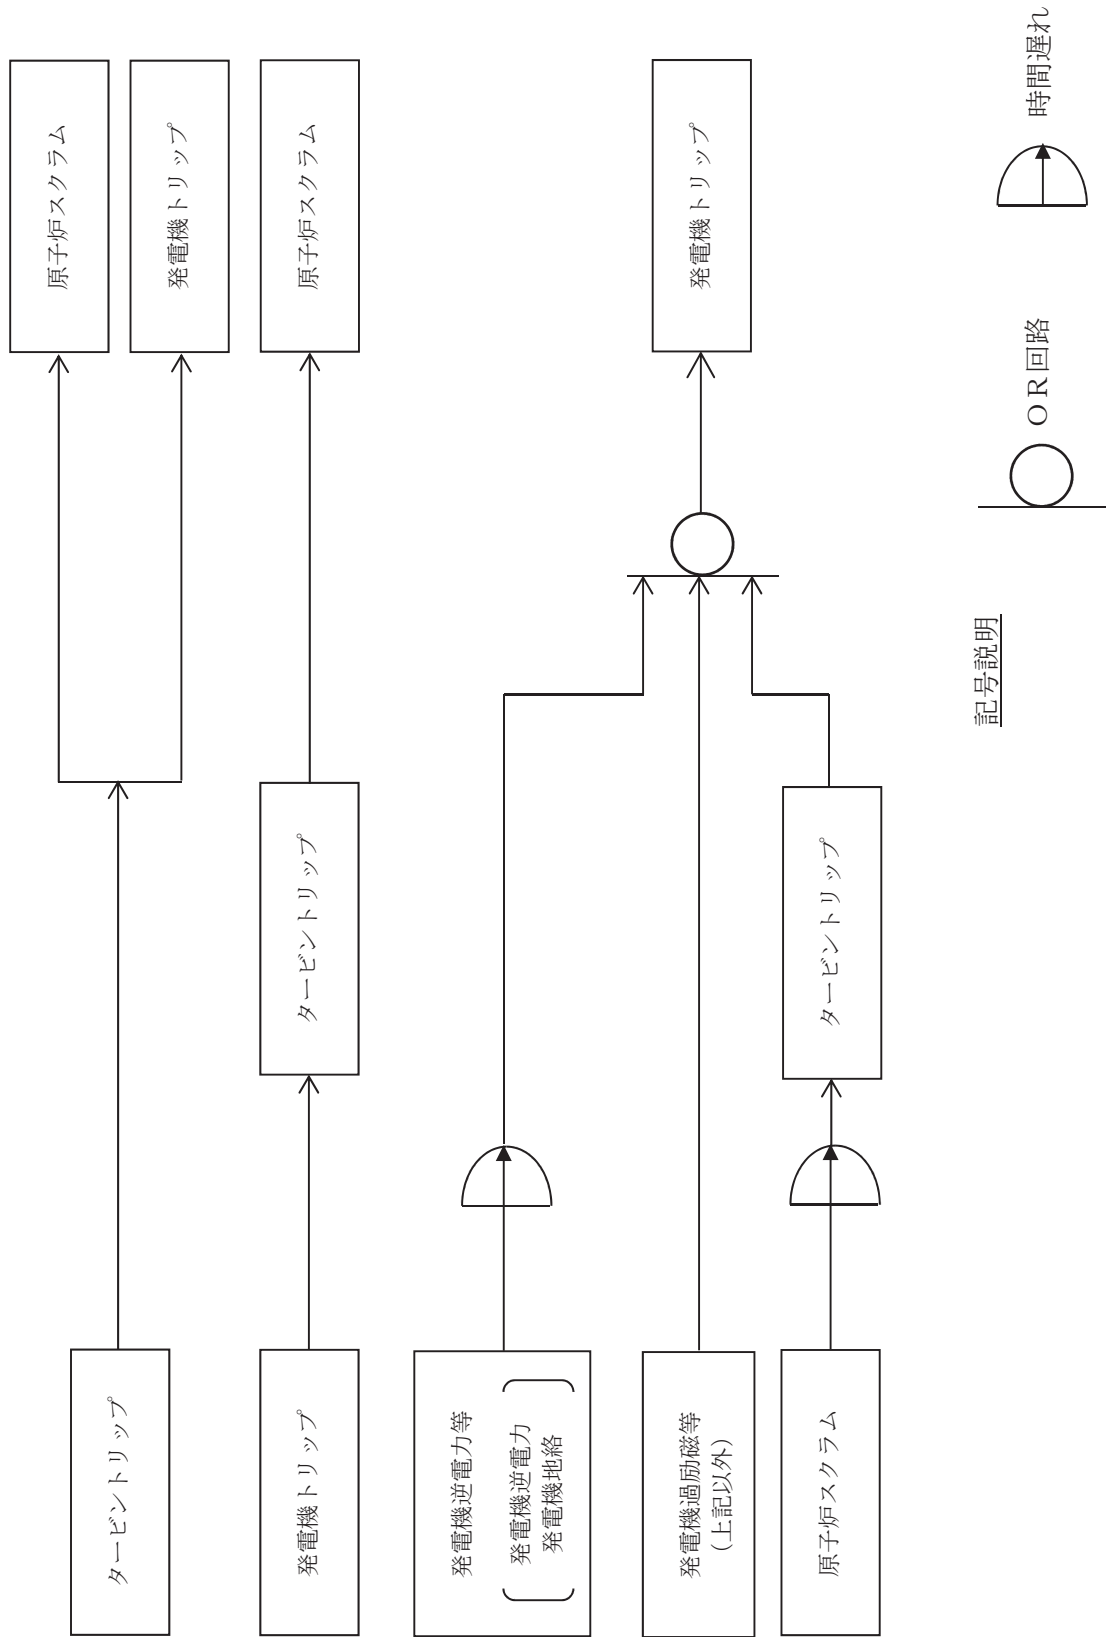 タービントリップ
原子炉スクラム
発電機トリップ
発電機トリップ
タービントリップ
原子炉スクラム
発電機逆電力等
発電機逆電力
発電機地絡
発電機過励磁等
(上記以外)
発電機トリップ
原子炉スクラム
タービントリップ
記号説明
OR回路
時間遅れ